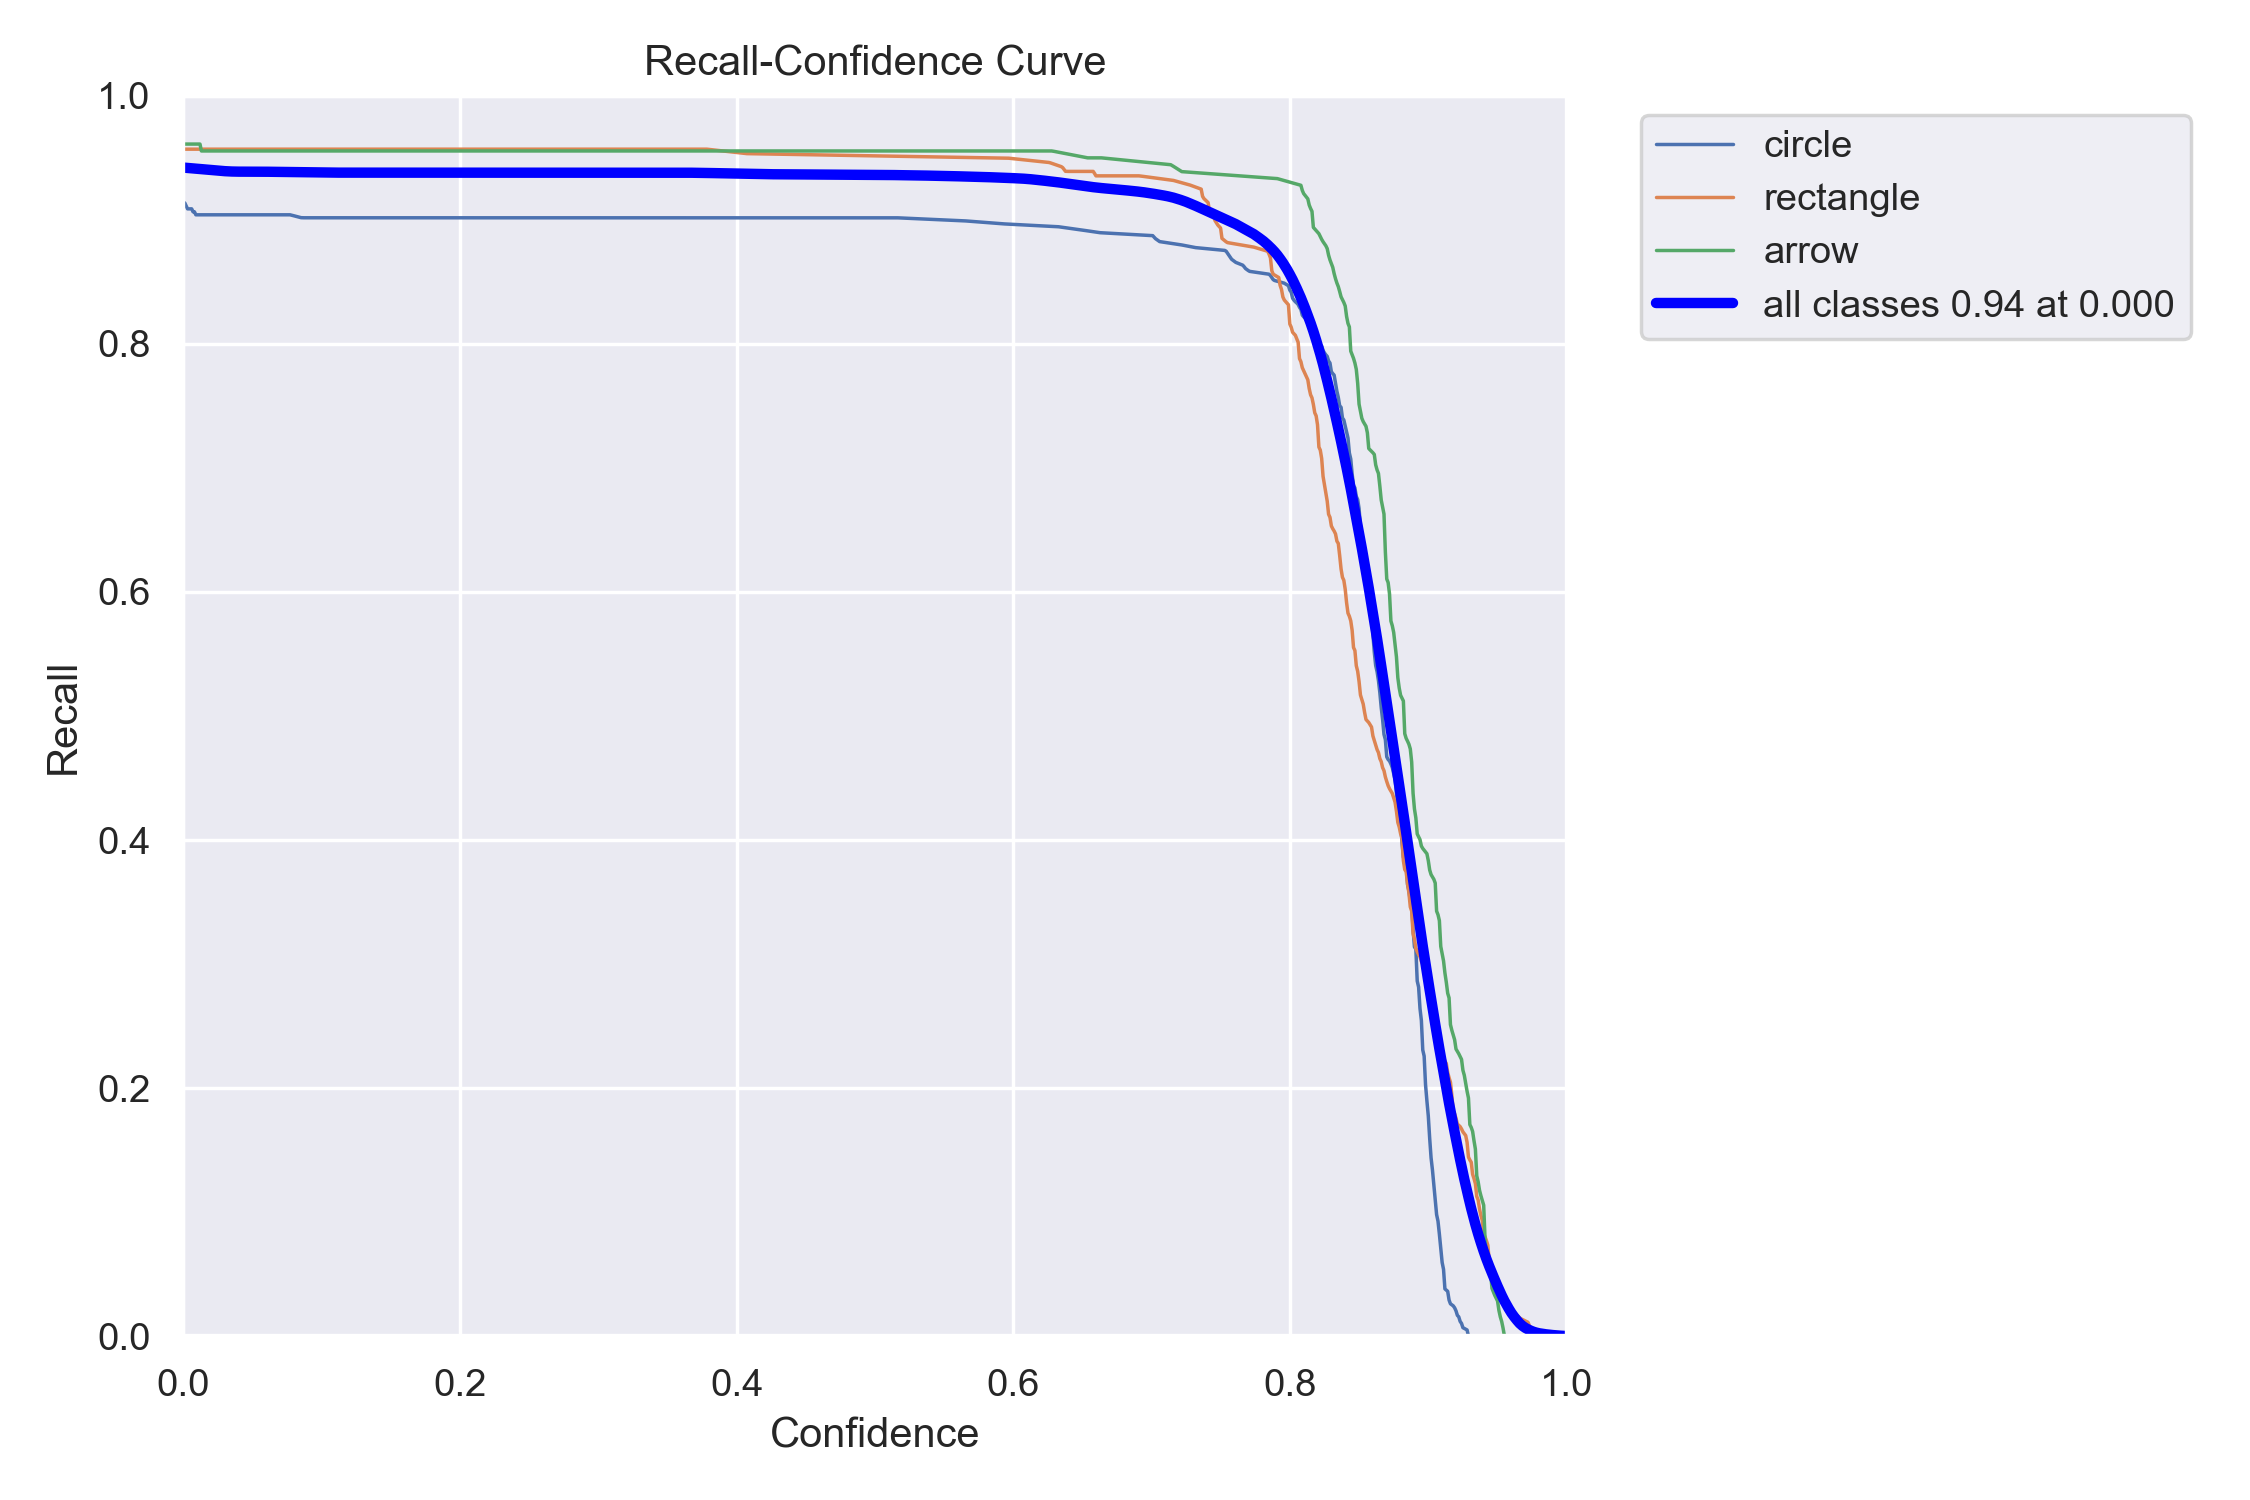 Recall-Confidence Curve
1.0
0.8
0.6
0.4
0.2
0.0
Recall
0.0 0.2 0.4 0.6 0.8 1.0
Confidence
circle
rectangle
arrow
all classes 0.94 at 0.000